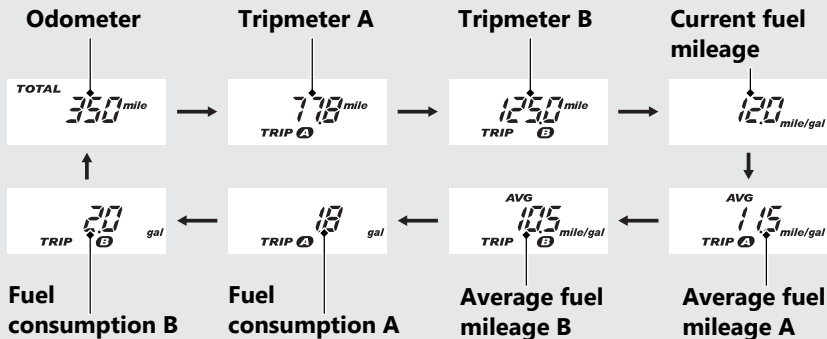 Odometer
Tripmeter A
Tripmeter B
Current fuel
mileage
TOTAL
350 mile
77.8 mile
TRIP A
125.0 mile
TRIP B
12.0 mile/gal
2.0 gal
TRIP B
1.8 gal
TRIP A
AVG
10.5 mile/gal
TRIP B
AVG
11.5 mile/gal
TRIP A
Fuel
consumption B
Fuel
consumption A
Average fuel
mileage B
Average fuel
mileage A